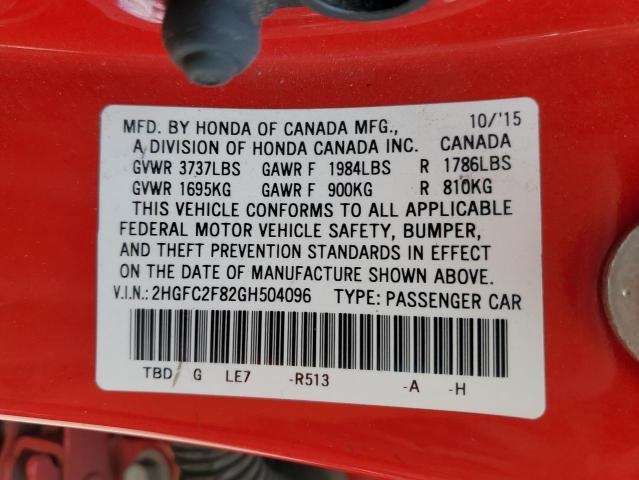 MFD. BY HONDA OF CANADA MFG., 10/'15
A DIVISION OF HONDA CANADA INC. CANADA
GVWR 3737LBS GAWR F 1984LBS R 1786LBS
GVWR 1695KG GAWR F 900KG R 810KG
THIS VEHICLE CONFORMS TO ALL APPLICABLE
FEDERAL MOTOR VEHICLE SAFETY, BUMPER,
AND THEFT PREVENTION STANDARDS IN EFFECT
ON THE DATE OF MANUFACTURE SHOWN ABOVE.
V.I.N.: 2HGFC2F82GH504096 TYPE: PASSENGER CAR
TBD G LE7 -R513 -A -H